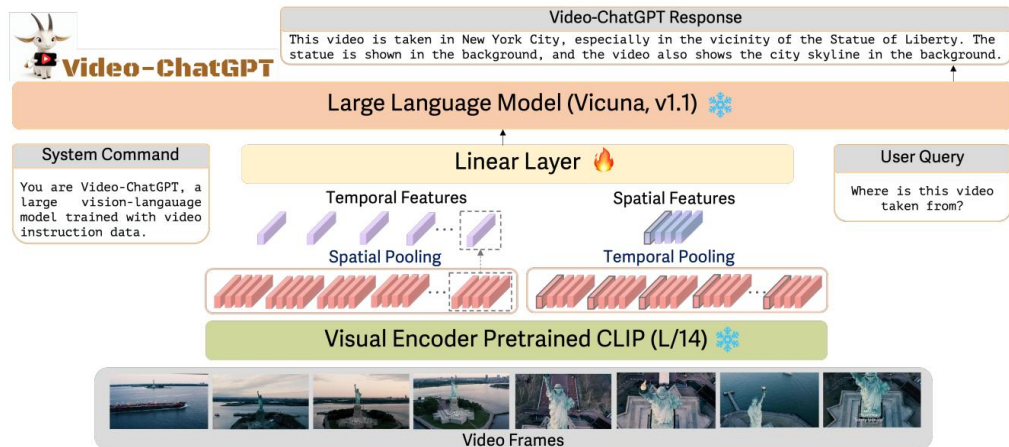 Video-ChatGPT Response
This video is taken in New York City, especially in the vicinity of the Statue of Liberty. The
statue is shown in the background, and the video also shows the city skyline in the background.
Video-ChatGPT
Large Language Model (Vicuna, v1.1)
System Command
You are Video-ChatGPT, a
large vision-langauage
model trained with video
instruction data.
Linear Layer
User Query
Where is this video
taken from?
Temporal Features
Spatial Features
Spatial Pooling
Temporal Pooling
Visual Encoder Pretrained CLIP (L/14)
Video Frames